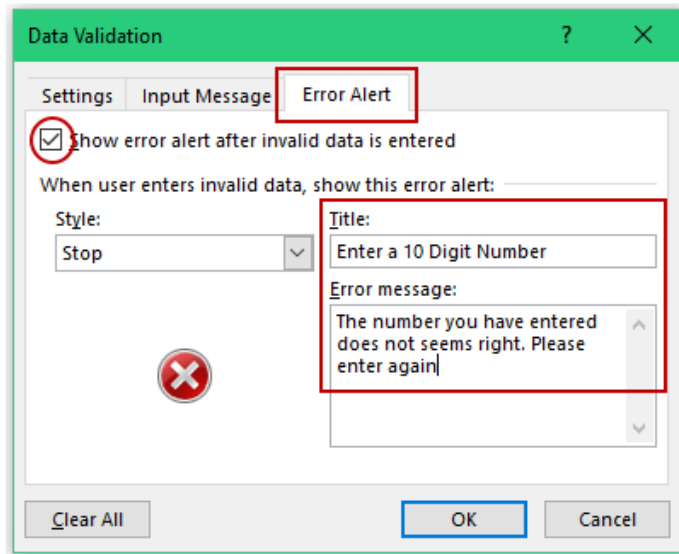 Data Validation ? ×
Settings Input Message Error Alert
Show error alert after invalid data is entered
When user enters invalid data, show this error alert:
Style:
Stop
Title:
Enter a 10 Digit Number
Error message:
The number you have entered
does not seems right. Please
enter again
Clear All OK Cancel